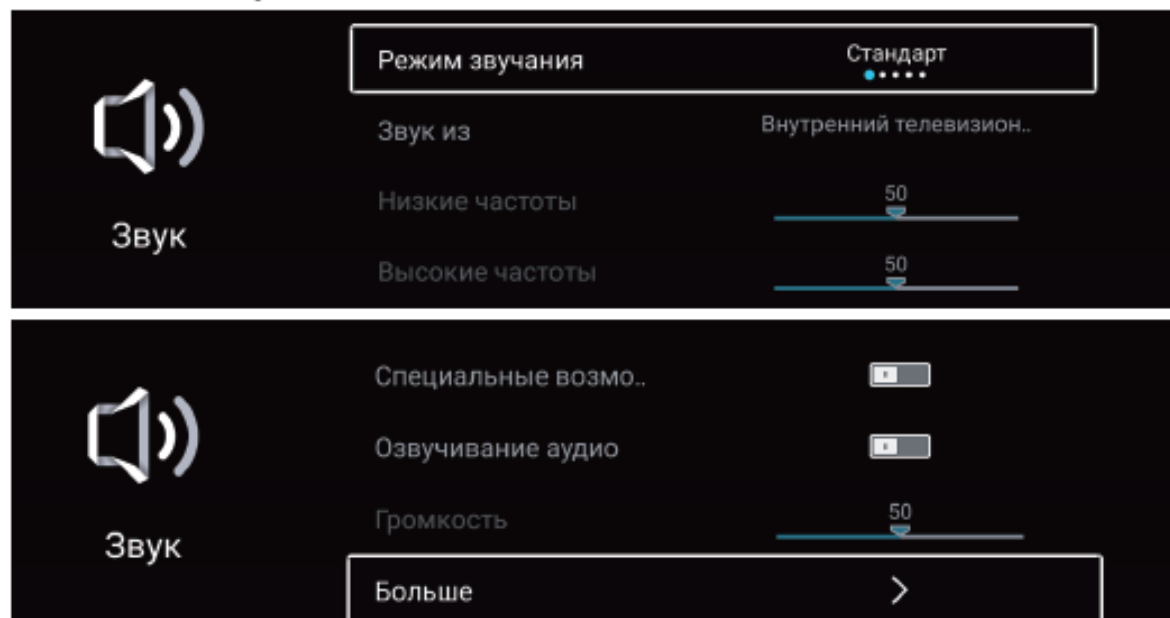 Режим звучания
Стандарт
Звук из
Внутренний телевизион..
Низкие частоты
50
Высокие частоты
50
Звук
Специальные возмо..
Озвучивание аудио
Громкость
50
Больше
Звук